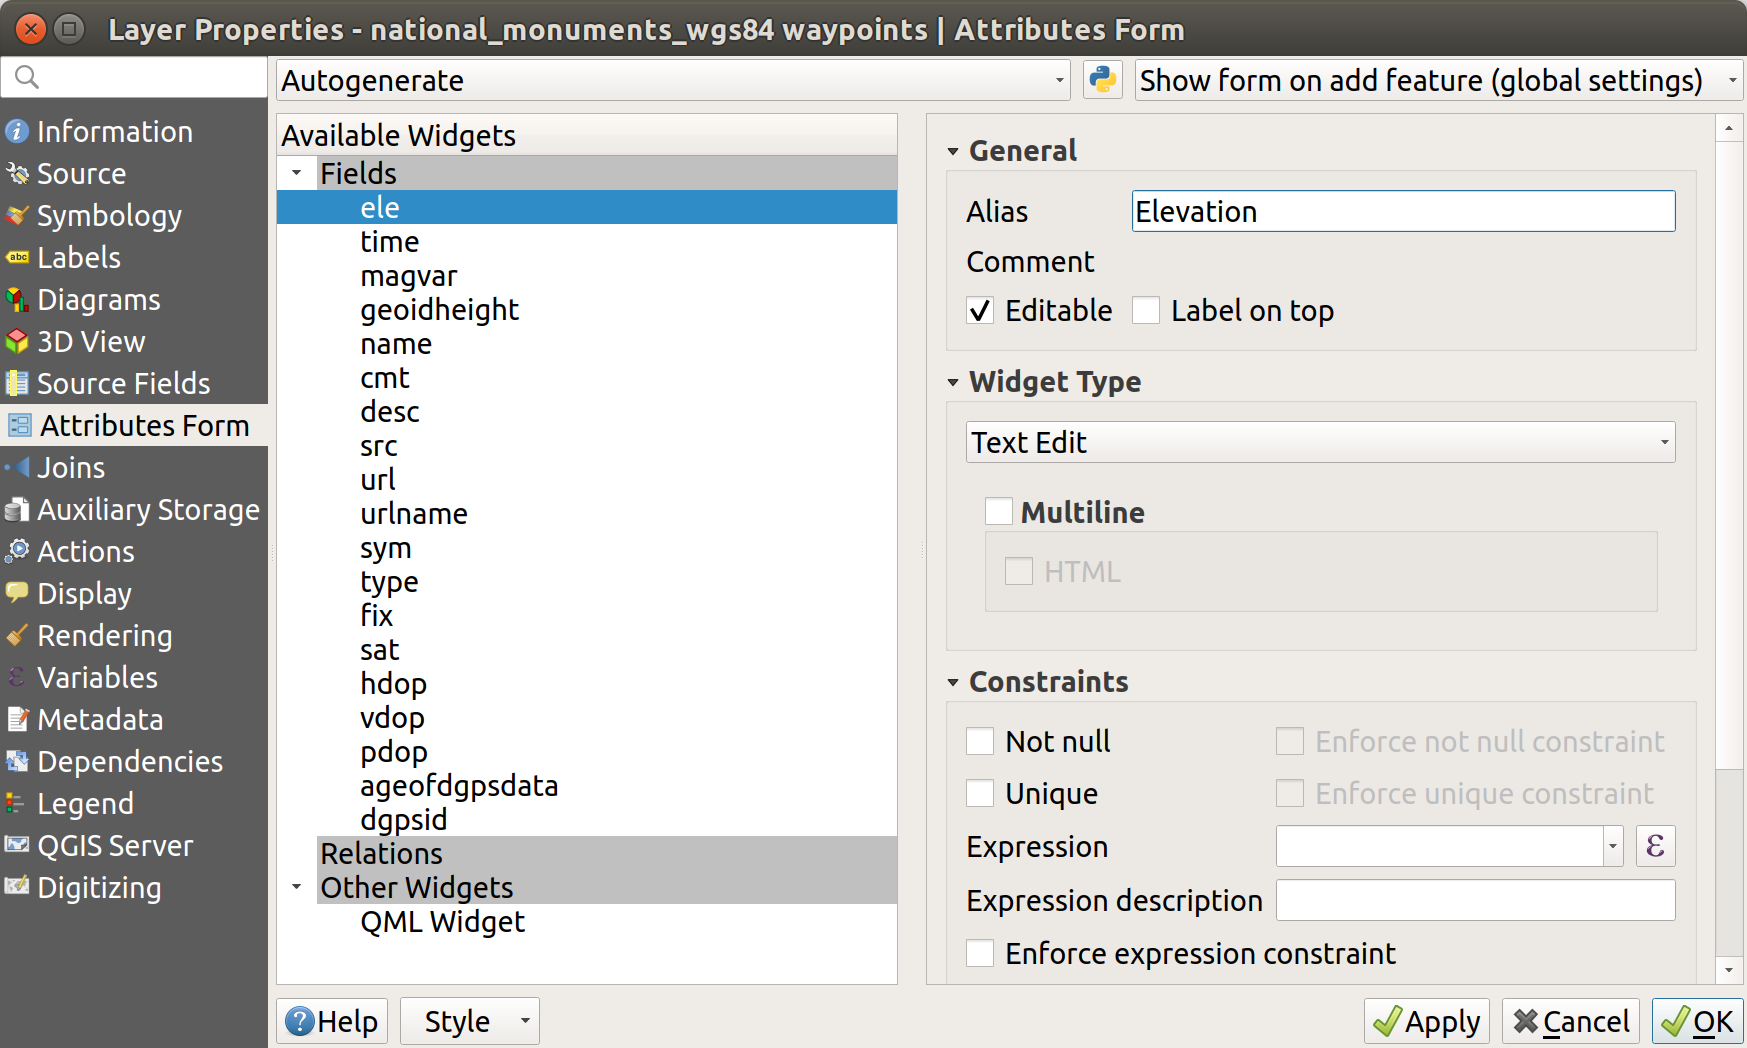 Layer Properties - national_monuments_wgs84 waypoints | Attributes Form
Autogenerate
Show form on add feature (global settings)
Information
Source
Symbology
Labels
Diagrams
3D View
Source Fields
Attributes Form
Joins
Auxiliary Storage
Actions
Display
Rendering
Variables
Metadata
Dependencies
Legend
QGIS Server
Digitizing
Available Widgets
Fields
ele
time
magvar
geoidheight
name
cmt
desc
src
url
urlname
sym
type
fix
sat
hdop
vdop
pdop
ageofdgpsdata
dgpsid
Relations
Other Widgets
QML Widget
General
Alias Elevation
Comment
Editable Label on top
Widget Type
Text Edit
Multiline
HTML
Constraints
Not null Enforce not null constraint
Unique Enforce unique constraint
Expression ε
Expression description
Enforce expression constraint
Help Style Apply Cancel OK